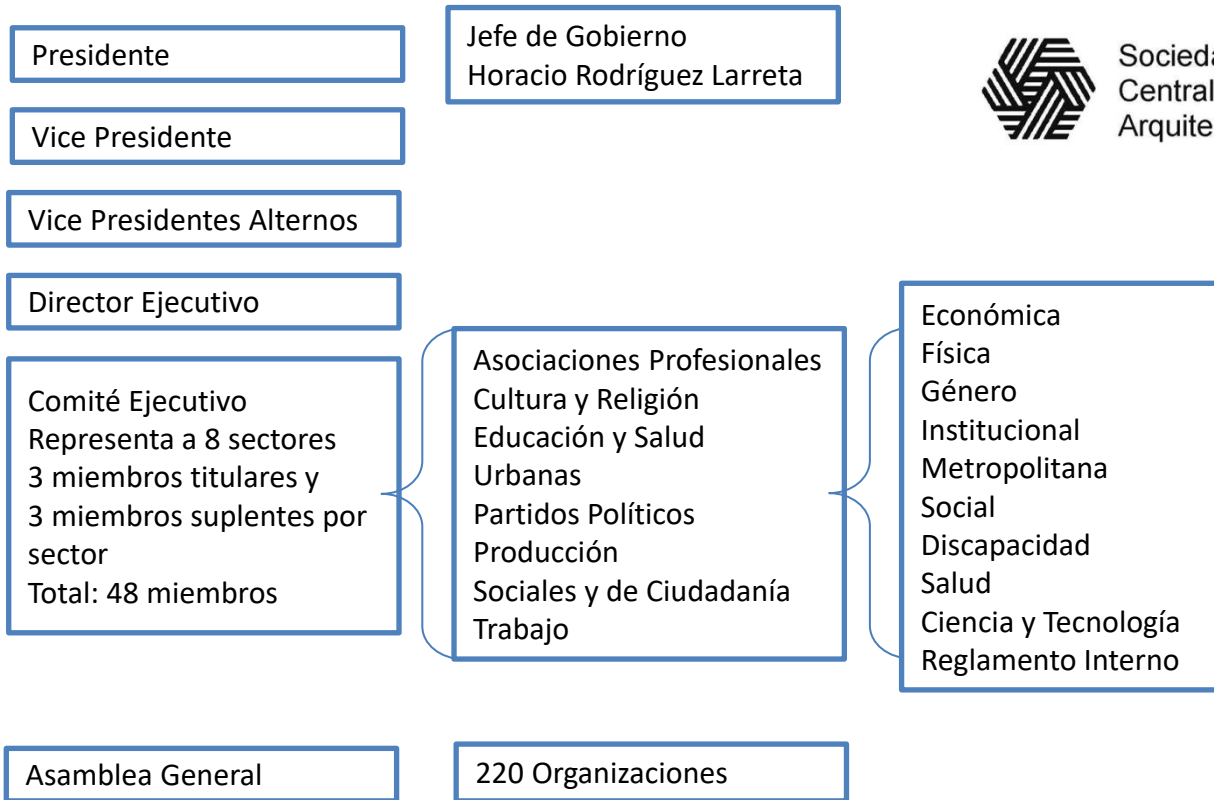 Presidente
Jefe de Gobierno
Horacio Rodríguez Larreta
Vice Presidente
Vice Presidentes Alternos
Director Ejecutivo
Comité Ejecutivo
Representa a 8 sectores
3 miembros titulares y
3 miembros suplentes por
sector
Total: 48 miembros
Asociaciones Profesionales
Cultura y Religión
Educación y Salud
Urbanas
Partidos Políticos
Producción
Sociales y de Ciudadanía
Trabajo
Económica
Física
Género
Institucional
Metropolitana
Social
Discapacidad
Salud
Ciencia y Tecnología
Reglamento Interno
Asamblea General
220 Organizaciones
Central